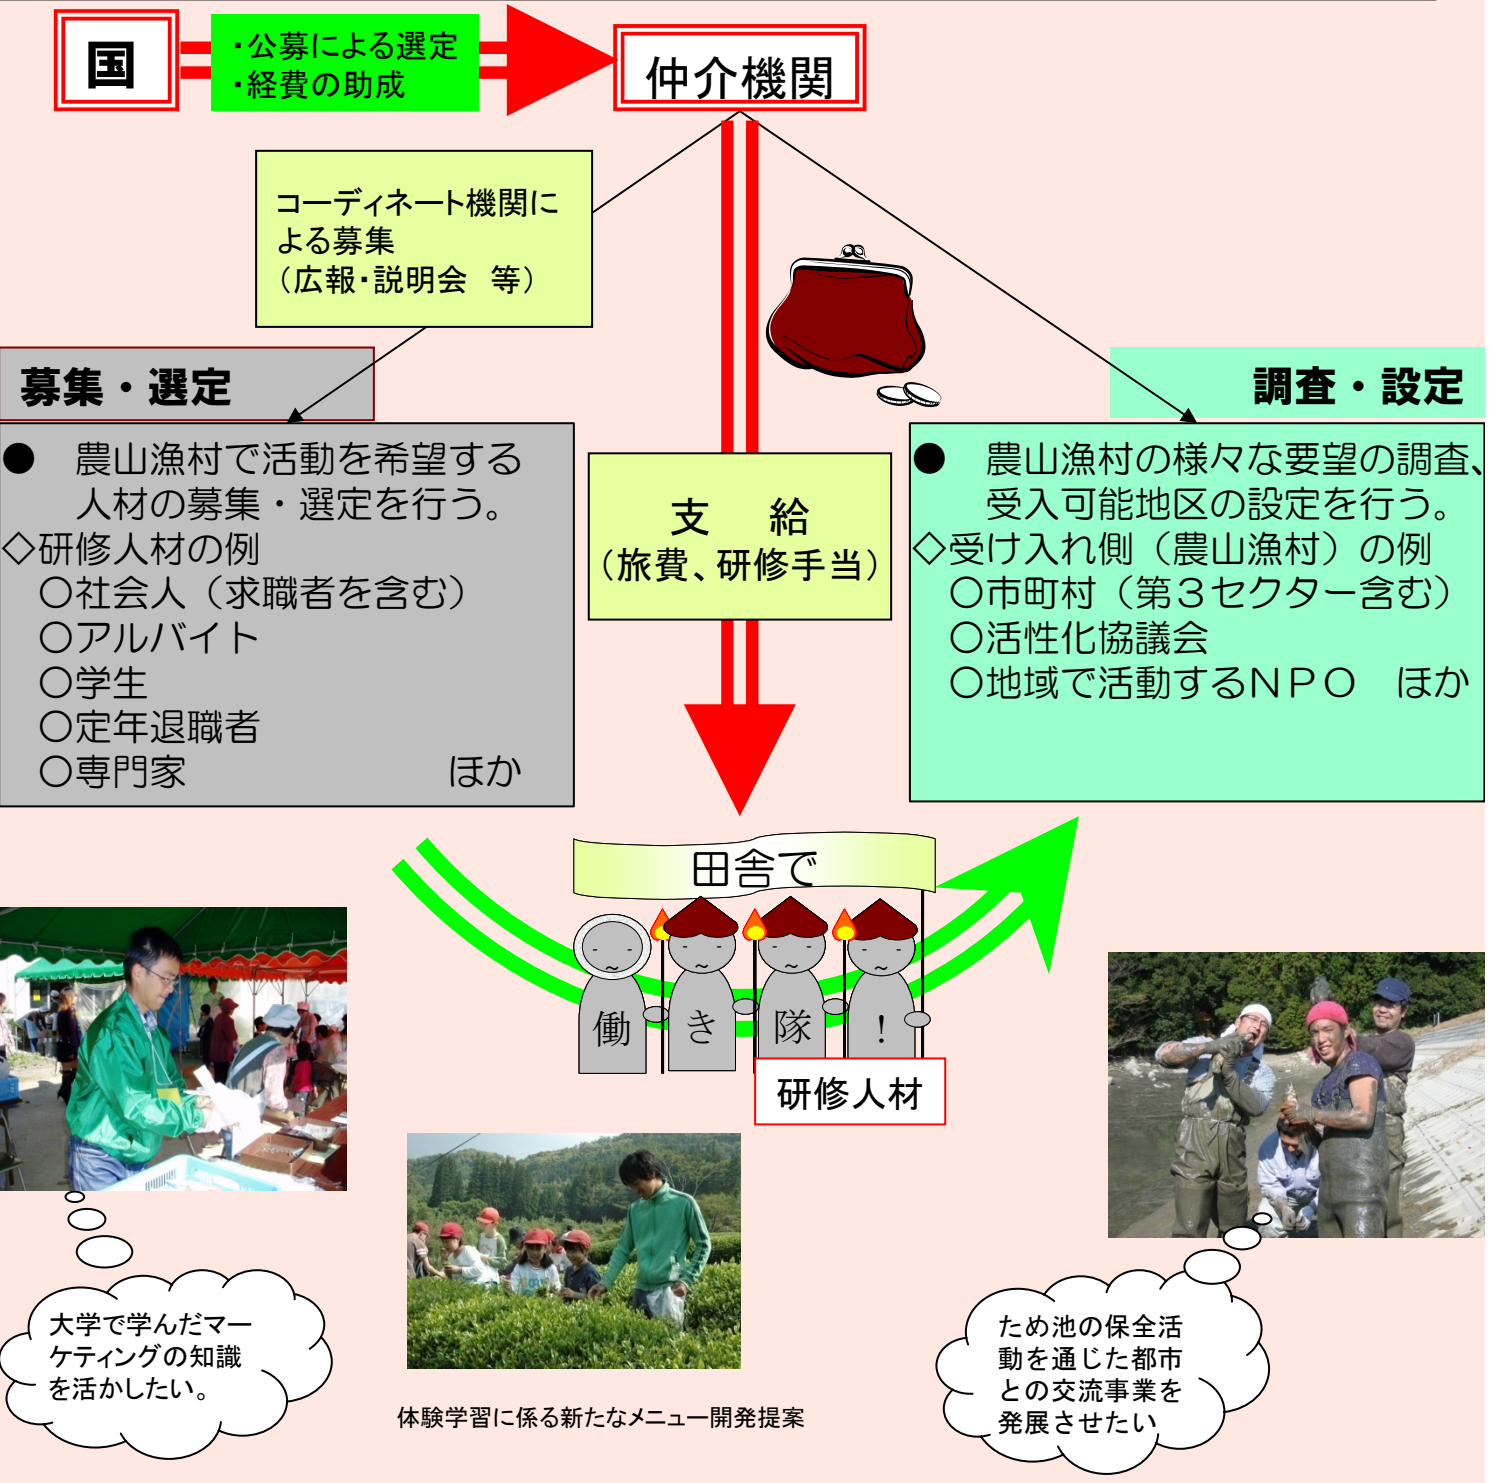 国
・公募による選定
・経費の助成
仲介機関
コーディネート機関に
よる募集
（広報・説明会　等）
募集・選定
調査・設定
●　農山漁村で活動を希望する
人材の募集・選定を行う。
◇研修人材の例
○社会人（求職者を含む）
○アルバイト
○学生
○定年退職者
○専門家　　　　　　　ほか
支　給
（旅費、研修手当）
●　農山漁村の様々な要望の調査、
受入可能地区の設定を行う。
◇受け入れ側（農山漁村）の例
○市町村（第３セクター含む）
○活性化協議会
○地域で活動するＮＰＯ　ほか
田舎で
働き隊！
研修人材
大学で学んだマー
ケティングの知識
を活かしたい。
体験学習に係る新たなメニュー開発提案
ため池の保全活
動を通じた都市
との交流事業を
発展させたい